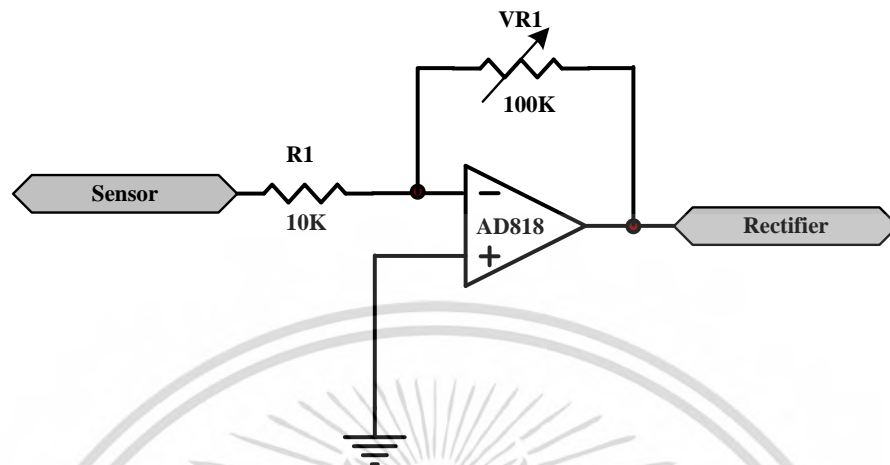 VR1
100K
R1
Sensor
10K
AD818
Rectifier